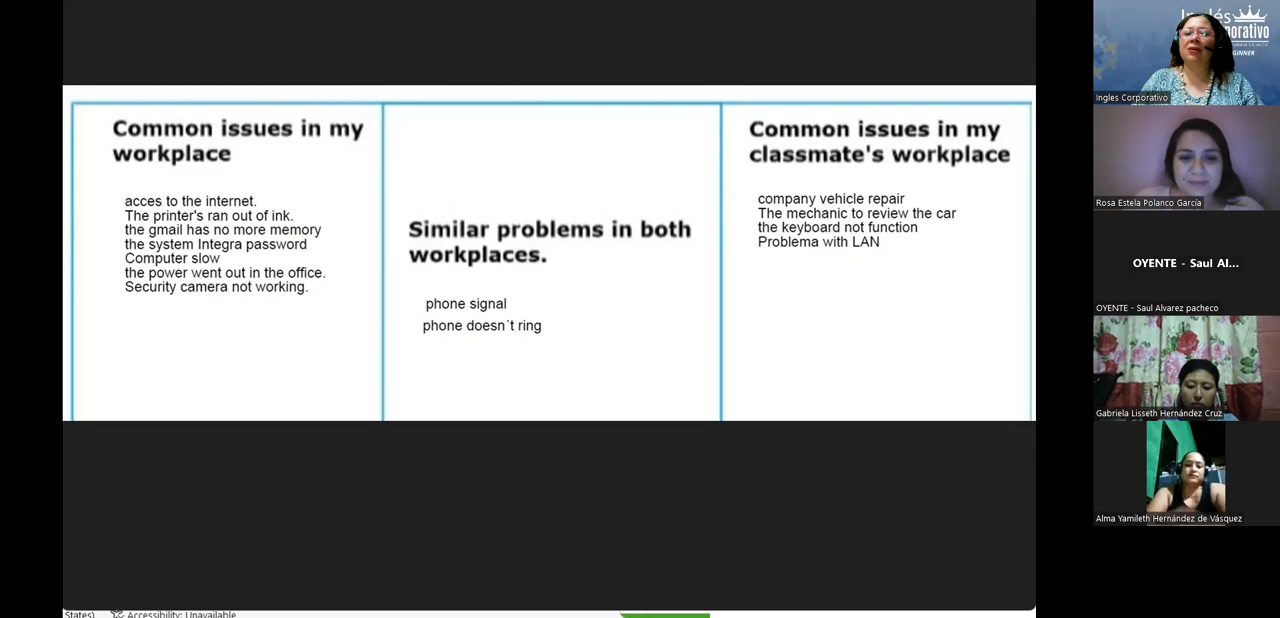 Common issues in my
workplace
acces to the internet.
The printer's ran out of ink.
the gmail has no more memory
the system Integra password
Computer slow
the power went out in the office.
Security camera not working.
Similar problems in both
workplaces.
phone signal
phone doesn´t ring
Common issues in my
classmate's workplace
company vehicle repair
The mechanic to review the car
the keyboard not function
Problema with LAN
Ingles Corporativo
Rosa Estela Polanco García
OYENTE - Saul Al...
OYENTE - Saul Alvarez pacheco
Gabriela Lisseth Hernández Cruz
Alma Yamileth Hernández de Vásquez
States)
Accessibility: Unavailable